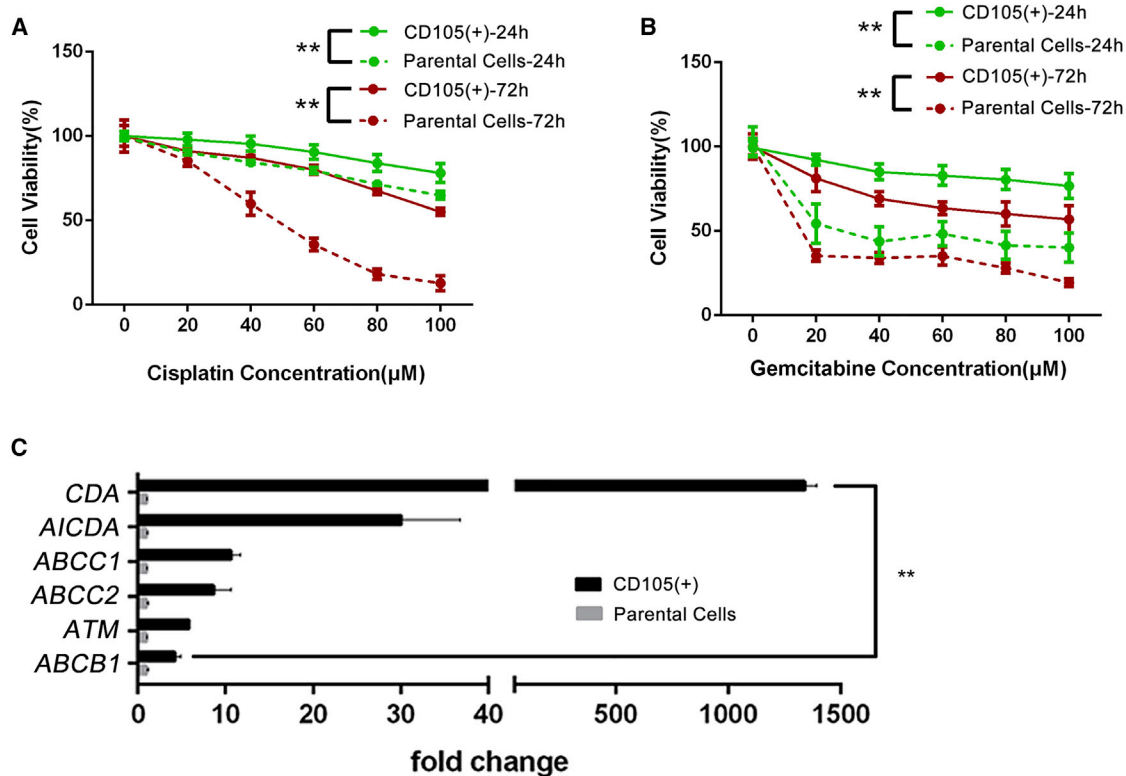 A
** CD105(+)-24h
Parental Cells-24h
** CD105(+)-72h
Parental Cells-72h
Cell Viability(%)
150
100
50
0
0 20 40 60 80 100
Cisplatin Concentration(µM)
B
** CD105(+)-24h
Parental Cells-24h
** CD105(+)-72h
Parental Cells-72h
Cell Viability(%)
150
100
50
0
0 20 40 60 80 100
Gemcitabine Concentration(µM)
C
CDA
AICDA
ABCC1
ABCC2
ATM
ABCB1
CD105(+)
Parental Cells
**
0 10 20 30 40 500 1000 1500
fold change